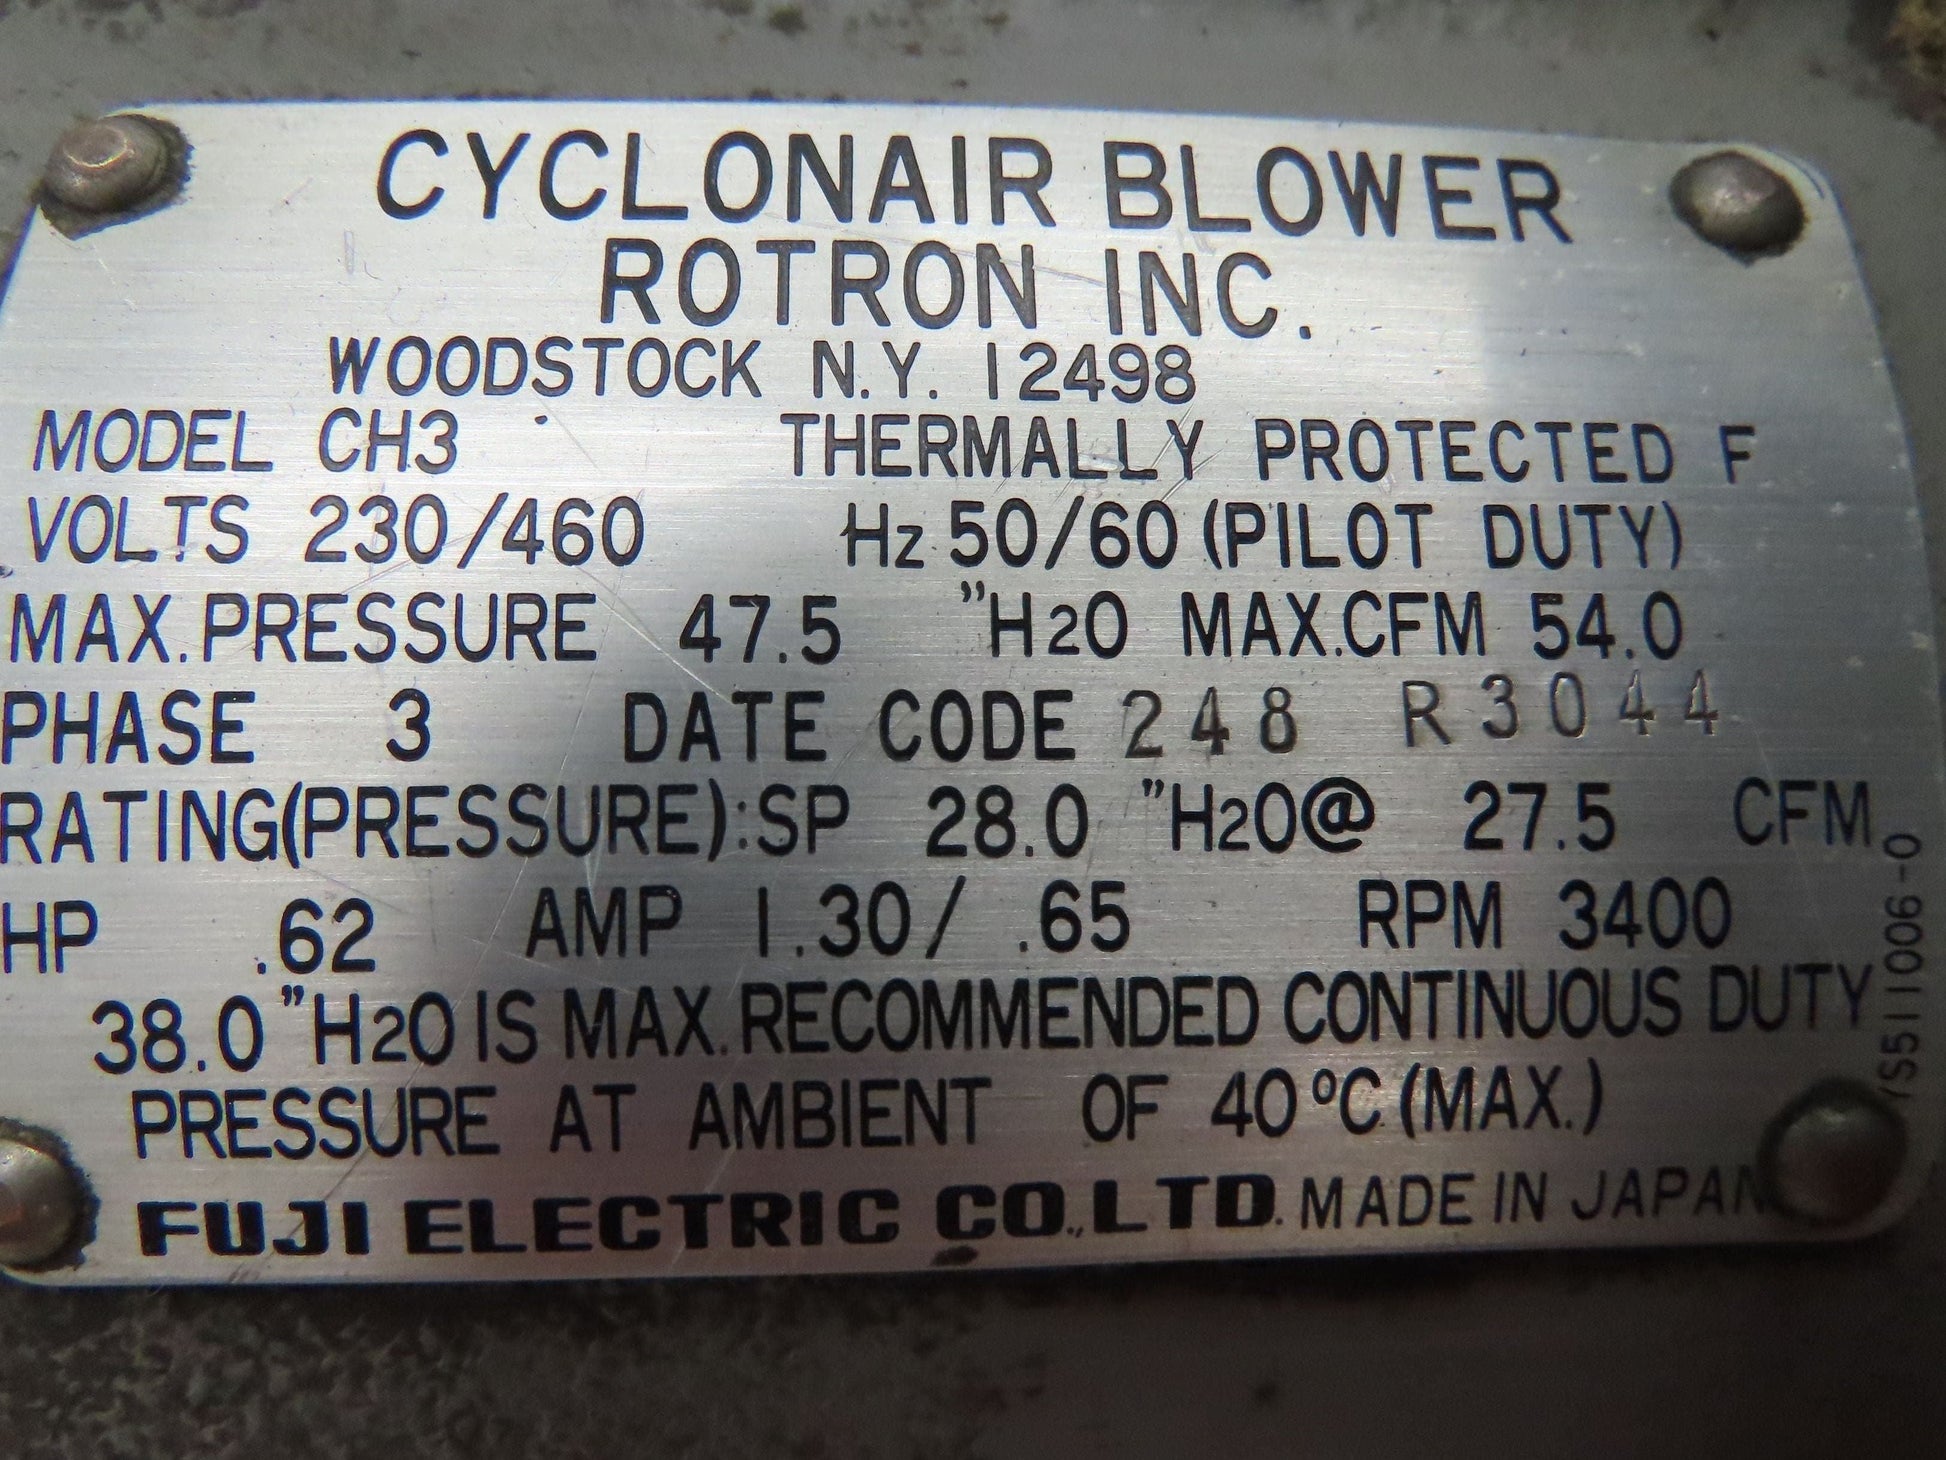 CYCLONAIR BLOWER
ROTRON INC.
WOODSTOCK N.Y. 12498
MODEL CH3 THERMALLY PROTECTED F
VOLTS 230/460 Hz 50/60 (PILOT DUTY)
MAX. PRESSURE 47.5 "H2O MAX.CFM 54.0
PHASE 3 DATE CODE 248 R3044
RATING(PRESSURE):SP 28.0 "H2O@ 27.5 CFM
HP .62 AMP 1.30/ .65 RPM 3400
38.0 "H2O IS MAX. RECOMMENDED CONTINUOUS DUTY
PRESSURE AT AMBIENT OF 40°C (MAX.)
FUJI ELECTRIC CO.,LTD. MADE IN JAPAN